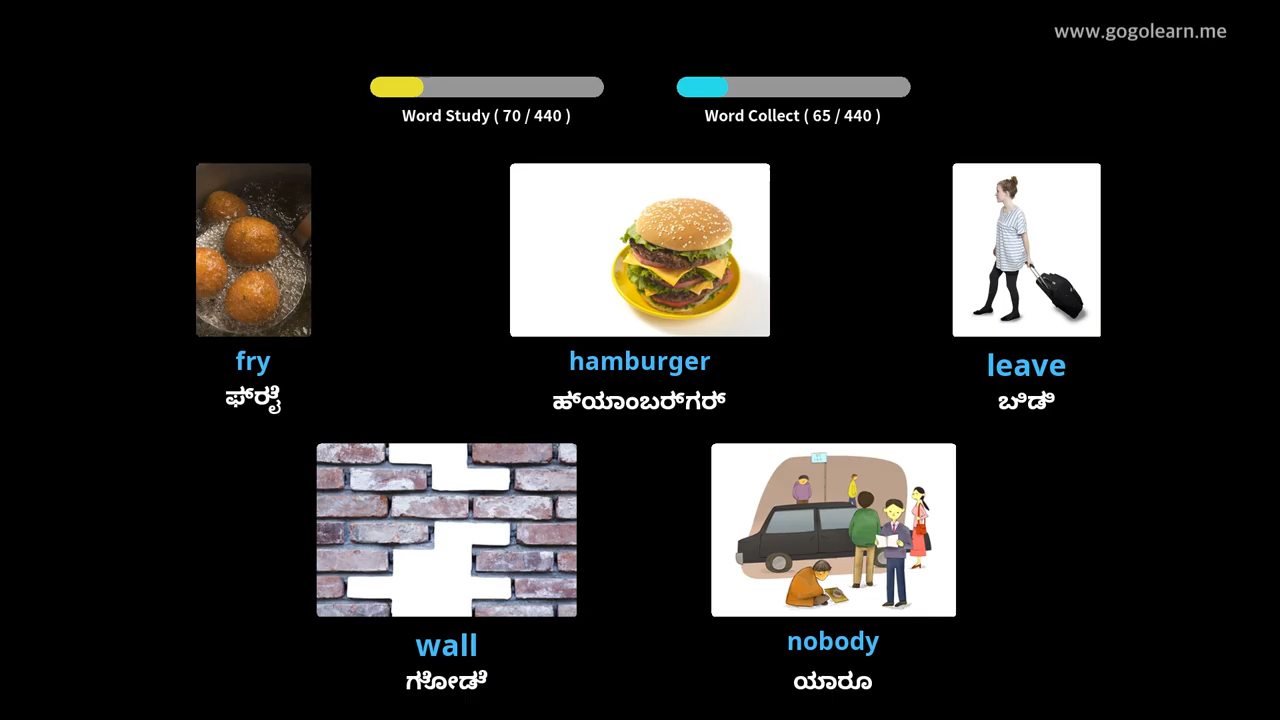 www.gogolearn.me
Word Study ( 70 / 440 )
Word Collect ( 65 / 440 )
fry
hamburger
leave
ಫ್ರೈ
ಹ್ಯಾಂಬರ್ಗರ್
ಬಿಡಿ
wall
nobody
ಗೋಡೆ
ಯಾರೂ